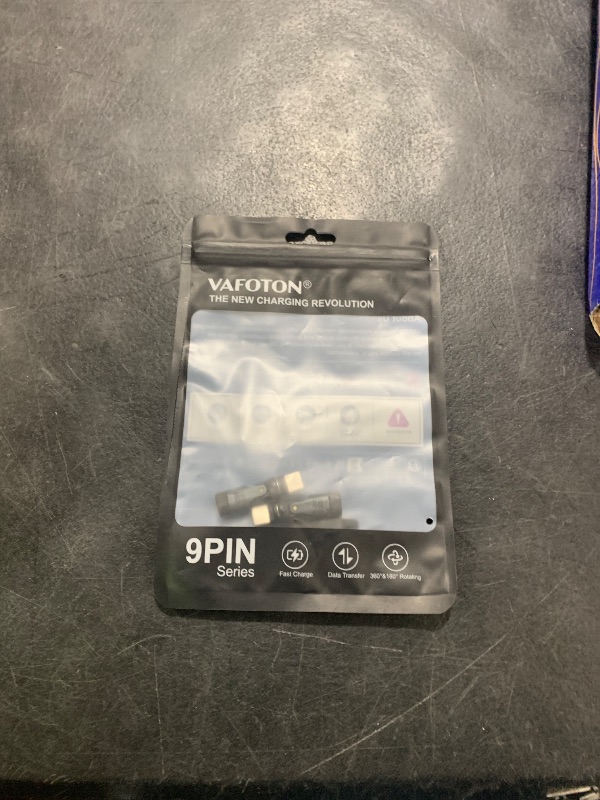 VAFOTON®
THE NEW CHARGING REVOLUTION
9PIN
Series
Fast Charge
Data Transfer
360°&180° Rotating